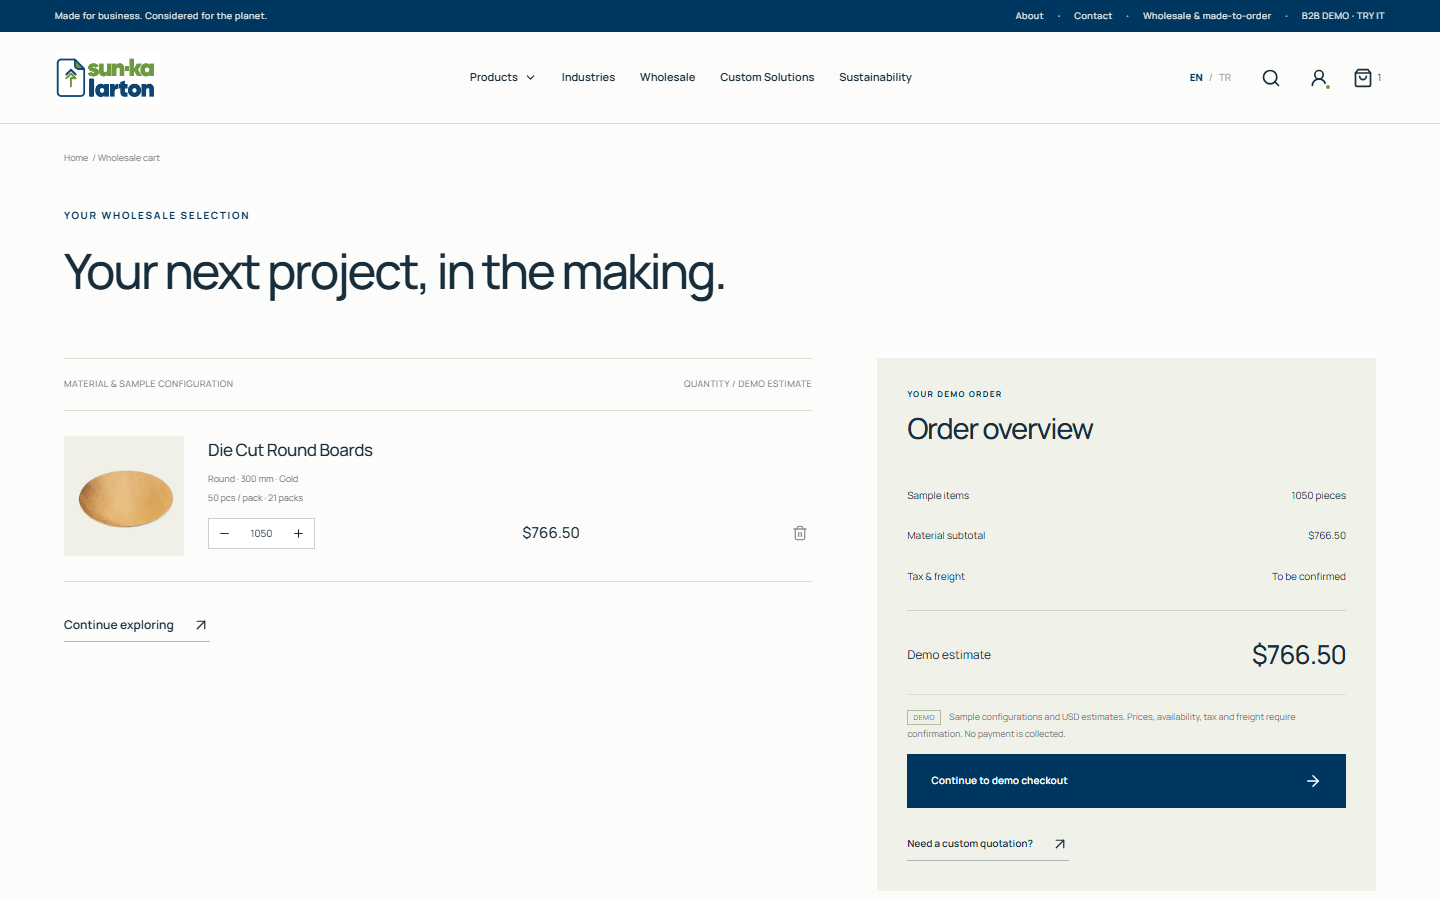 Made for business. Considered for the planet.
About · Contact · Wholesale & made-to-order · B2B DEMO · TRY IT
sun·ka
larton
Products Industries Wholesale Custom Solutions Sustainability
EN / TR
1
Home / Wholesale cart
YOUR WHOLESALE SELECTION
Your next project, in the making.
MATERIAL & SAMPLE CONFIGURATION
QUANTITY / DEMO ESTIMATE
Die Cut Round Boards
Round · 300 mm · Gold
50 pcs / pack · 21 packs
− 1050 +
$766.50
Continue exploring
YOUR DEMO ORDER
Order overview
Sample items 1050 pieces
Material subtotal $766.50
Tax & freight To be confirmed
Demo estimate $766.50
DEMO Sample configurations and USD estimates. Prices, availability, tax and freight require
confirmation. No payment is collected.
Continue to demo checkout
Need a custom quotation?